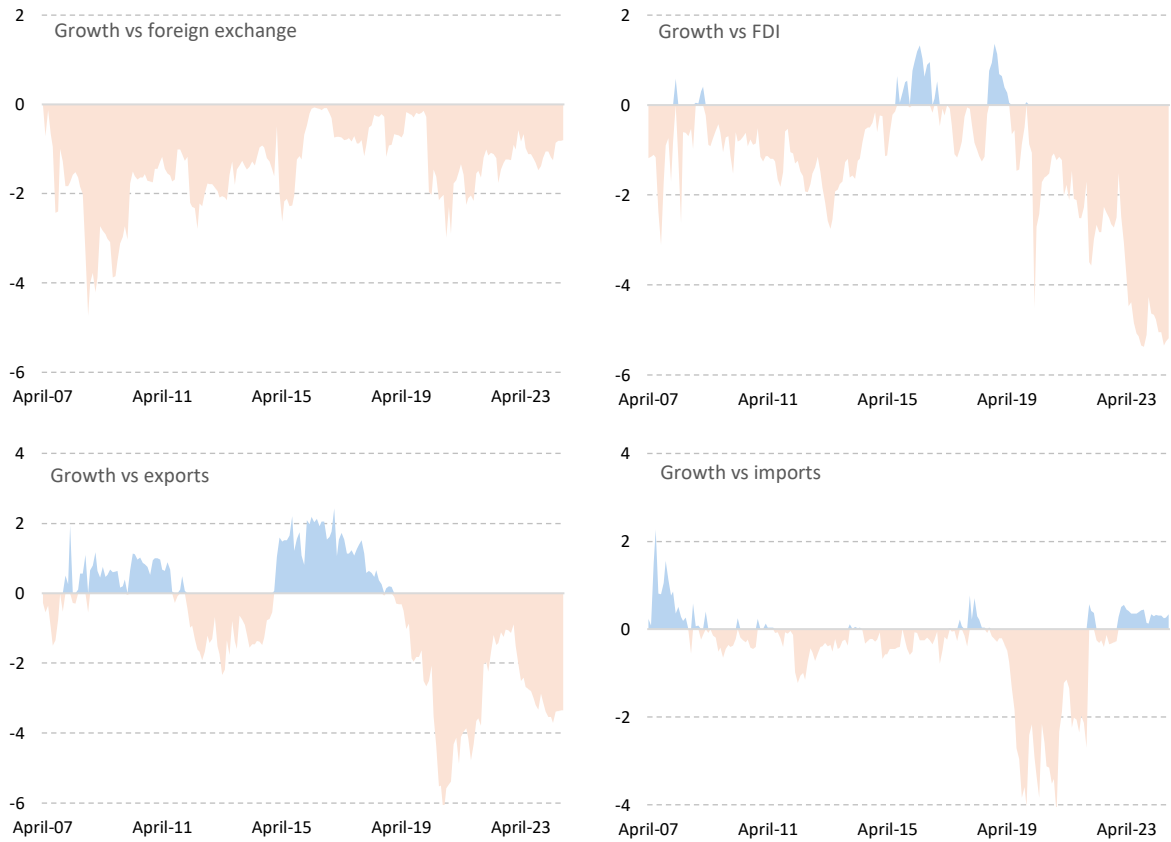 Growth vs foreign exchange
2
0
-2
-4
-6
April-07 April-11 April-15 April-19 April-23
Growth vs FDI
2
0
-2
-4
-6
April-07 April-11 April-15 April-19 April-23
Growth vs exports
4
2
0
-2
-4
-6
April-07 April-11 April-15 April-19 April-23
Growth vs imports
4
2
0
-2
-4
April-07 April-11 April-15 April-19 April-23